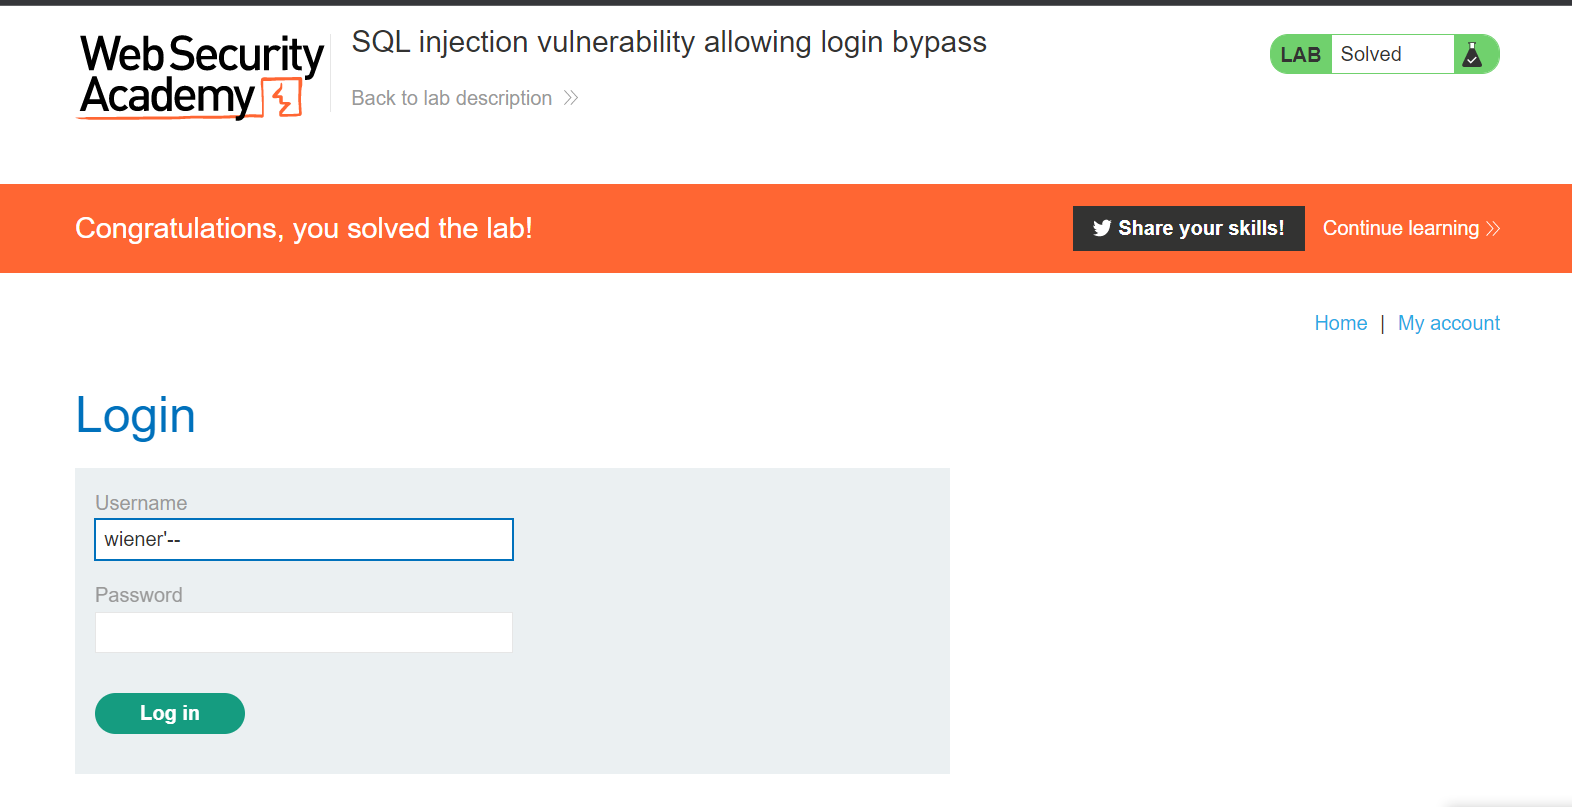 Web Security
Academy
SQL injection vulnerability allowing login bypass
Back to lab description
LAB Solved
Congratulations, you solved the lab!
Share your skills!
Continue learning
Home | My account
Login
Username
wiener'--
Password
Log in